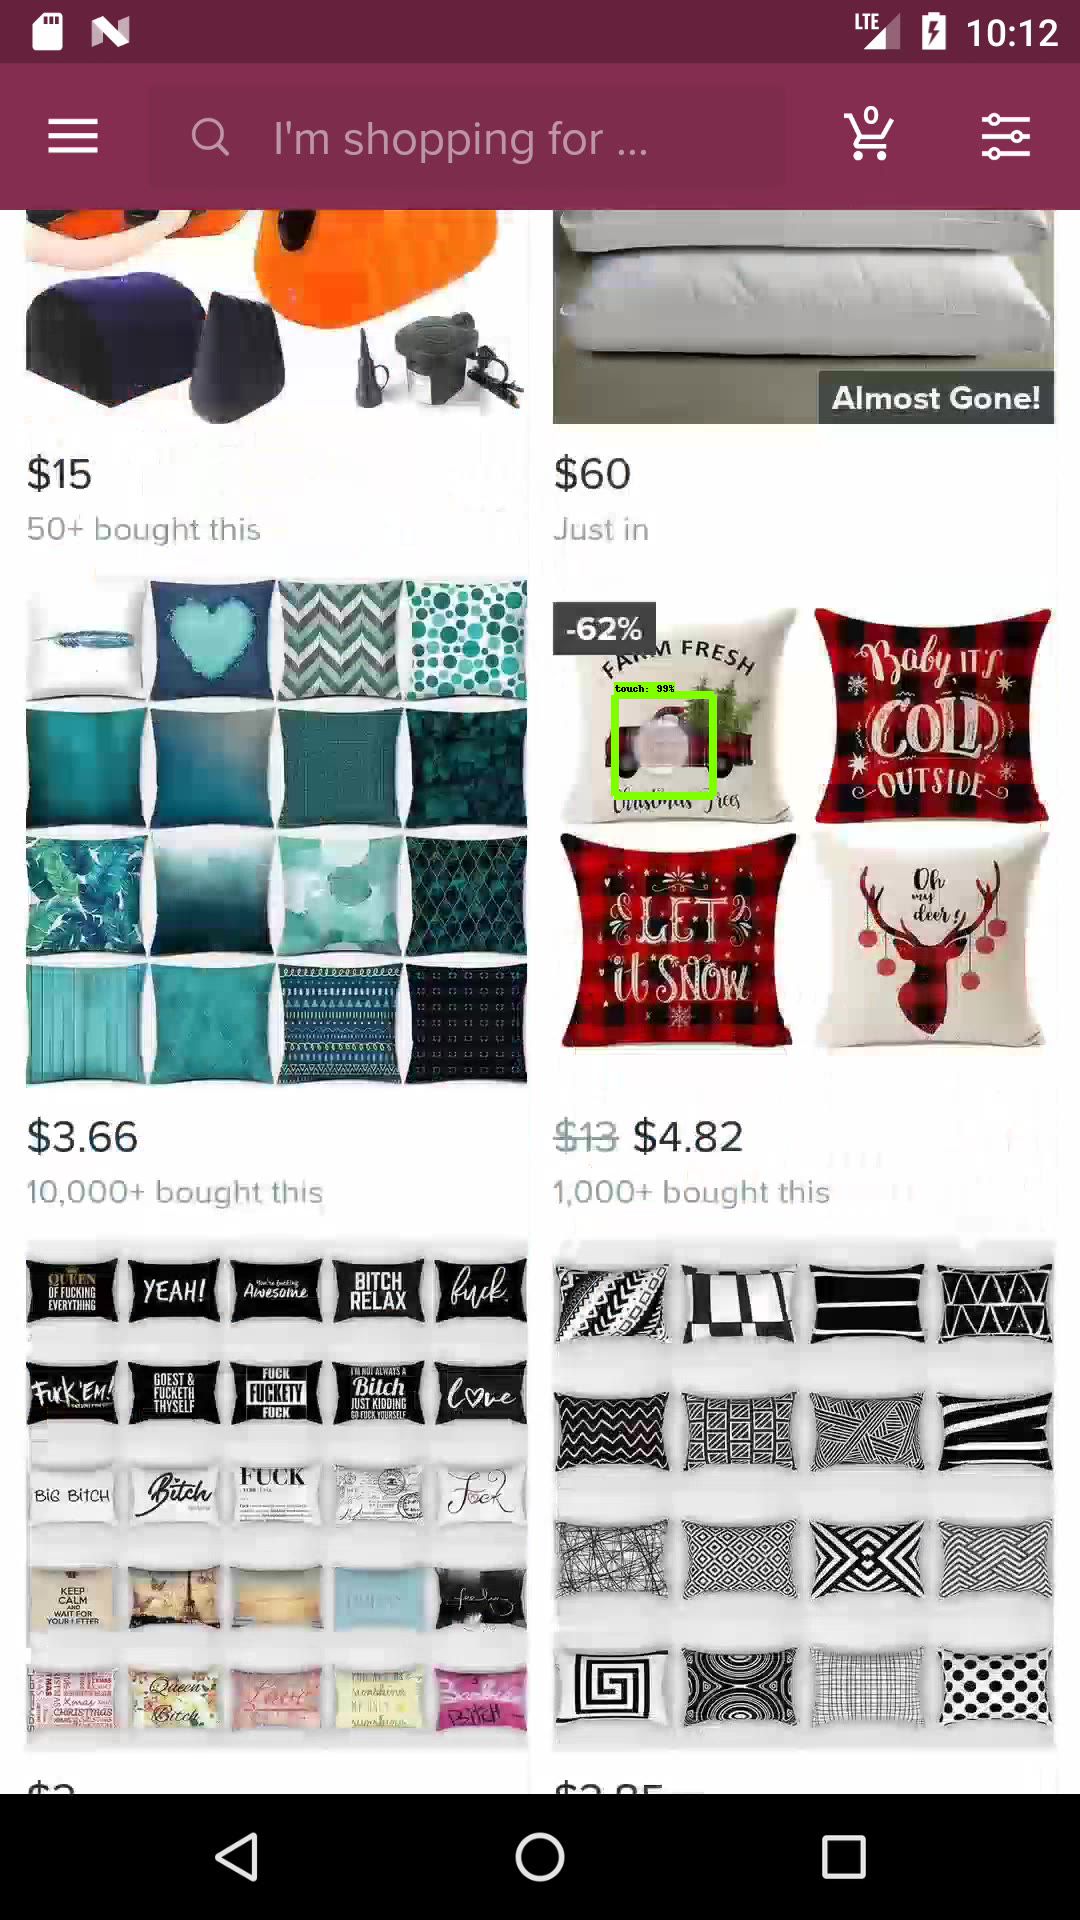 LTE 10:12
0
I'm shopping for ...
Almost Gone!
$15
$60
50+ bought this
Just in
-62%
FARM FRESH
touch: 99%
Christmas Trees
Baby, IT'S
COLD
OUTSIDE
LET
it SNOW
Oh
my
deer!
$3.66
$13 $4.82
10,000+ bought this
1,000+ bought this
QUEEN
OF FUCKING
EVERYTHING
YEAH!
You're fucking
Awesome
BITCH
RELAX
fuck.
Fuck 'Em!
GOEST &
FUCKETH
THYSELF
FUCK
FUCKETY
FUCK
I'M NOT ALWAYS A
Bitch
JUST KIDDING
GO FUCK YOURSELF
love
BIG BITCH
Bitch
FUCK
KEEP
CALM
AND
WAIT FOR
YOUR LETTER
Xmas
CHRISTMAS
Queen
Bitch
sunshine
BITCH